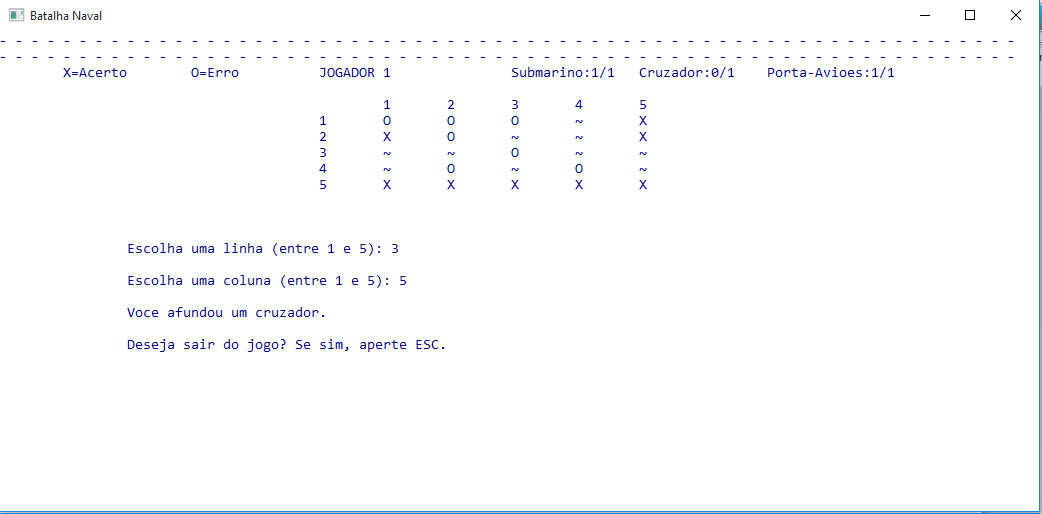 Batalha Naval
- - - - - - - - - - - - - - - - - - - - - - - - - - - - - - - - - - - - - - - - - - - - - - - - - - - - - - - - - - - - - - - -
- - - - - - - - - - - - - - - - - - - - - - - - - - - - - - - - - - - - - - - - - - - - - - - - - - - - - - - - - - - - - - - -
X=Acerto O=Erro JOGADOR 1 Submarino:1/1 Cruzador:0/1 Porta-Avioes:1/1
1 2 3 4 5
1 O O O ~ X
2 X O ~ ~ X
3 ~ ~ O ~ ~
4 ~ O ~ O ~
5 X X X X X
Escolha uma linha (entre 1 e 5): 3
Escolha uma coluna (entre 1 e 5): 5
Voce afundou um cruzador.
Deseja sair do jogo? Se sim, aperte ESC.